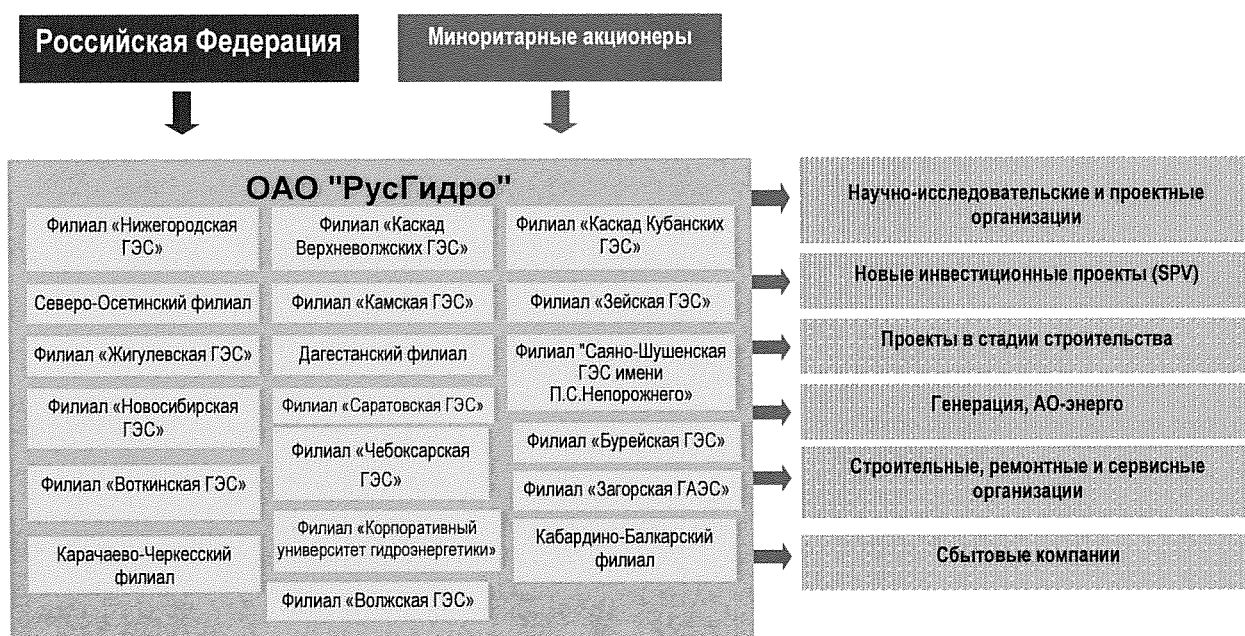 Российская Федерация
Миноритарные акционеры
ОАО "РусГидро"
Филиал «Нижегородская
ГЭС»
Северо-Осетинский филиал
Филиал «Жигулевская ГЭС»
Филиал «Новосибирская
ГЭС»
Филиал «Воткинская ГЭС»
Карачаево-Черкесский
филиал
Филиал «Каскад
Верхневолжских ГЭС»
Филиал «Камская ГЭС»
Дагестанский филиал
Филиал «Саратовская ГЭС»
Филиал «Чебоксарская
ГЭС»
Филиал «Корпоративный
университет гидроэнергетики»
Филиал «Волжская ГЭС»
Филиал «Каскад Кубанских
ГЭС»
Филиал «Зейская ГЭС»
Филиал "Саяно-Шушенская
ГЭС имени
П.С.Непорожнего»
Филиал «Бурейская ГЭС»
Филиал «Загорская ГАЭС»
Кабардино-Балкарский
филиал
Научно-исследовательские и проектные
организации
Новые инвестиционные проекты (SPV)
Проекты в стадии строительства
Генерация, АО-энерго
Строительные, ремонтные и сервисные
организации
Сбытовые компании